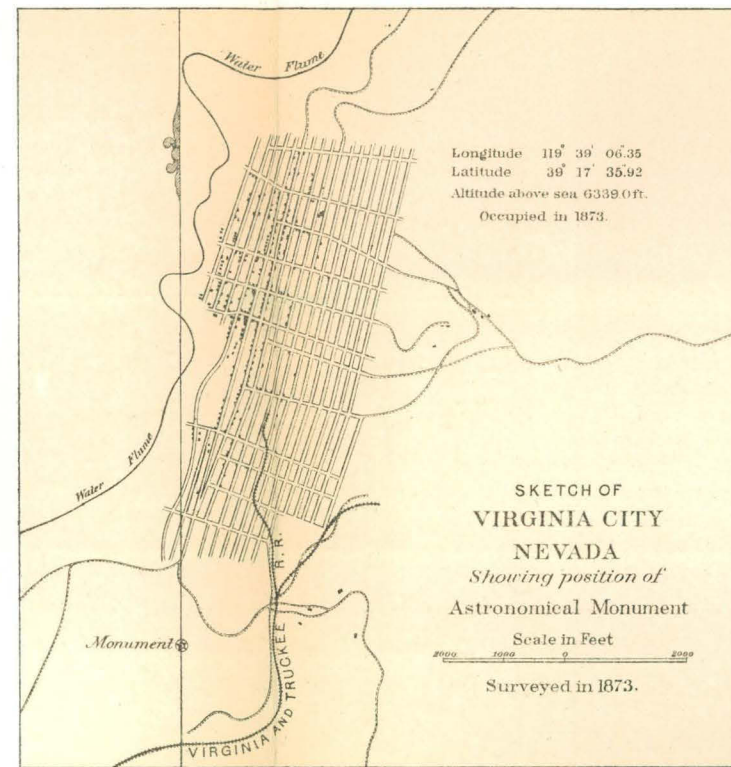 Water Flume
Longitude 119° 39' 06".35
Latitude 39° 17' 35".92
Altitude above sea 6339.0 ft.
Occupied in 1873.
Water Flume
SKETCH OF
VIRGINIA CITY
NEVADA
Showing position of
Astronomical Monument
Scale in Feet
2000 1000 0 2000
Surveyed in 1873.
Monument
VIRGINIA AND TRUCKEE R. R.